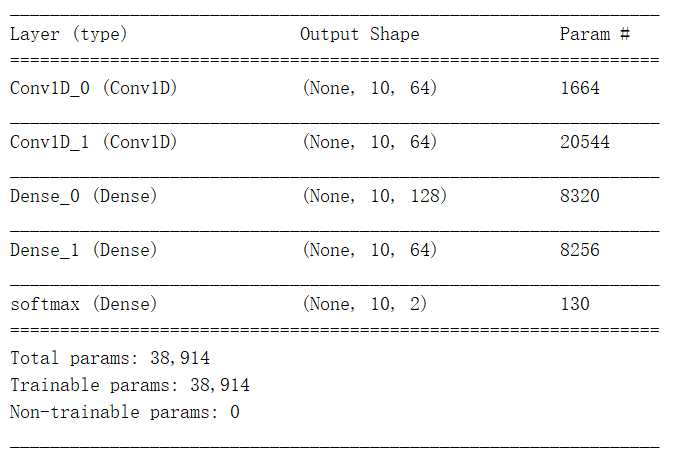 Layer (type) Output Shape Param #
Conv1D_0 (Conv1D) (None, 10, 64) 1664
Conv1D_1 (Conv1D) (None, 10, 64) 20544
Dense_0 (Dense) (None, 10, 128) 8320
Dense_1 (Dense) (None, 10, 64) 8256
softmax (Dense) (None, 10, 2) 130
Total params: 38,914
Trainable params: 38,914
Non-trainable params: 0